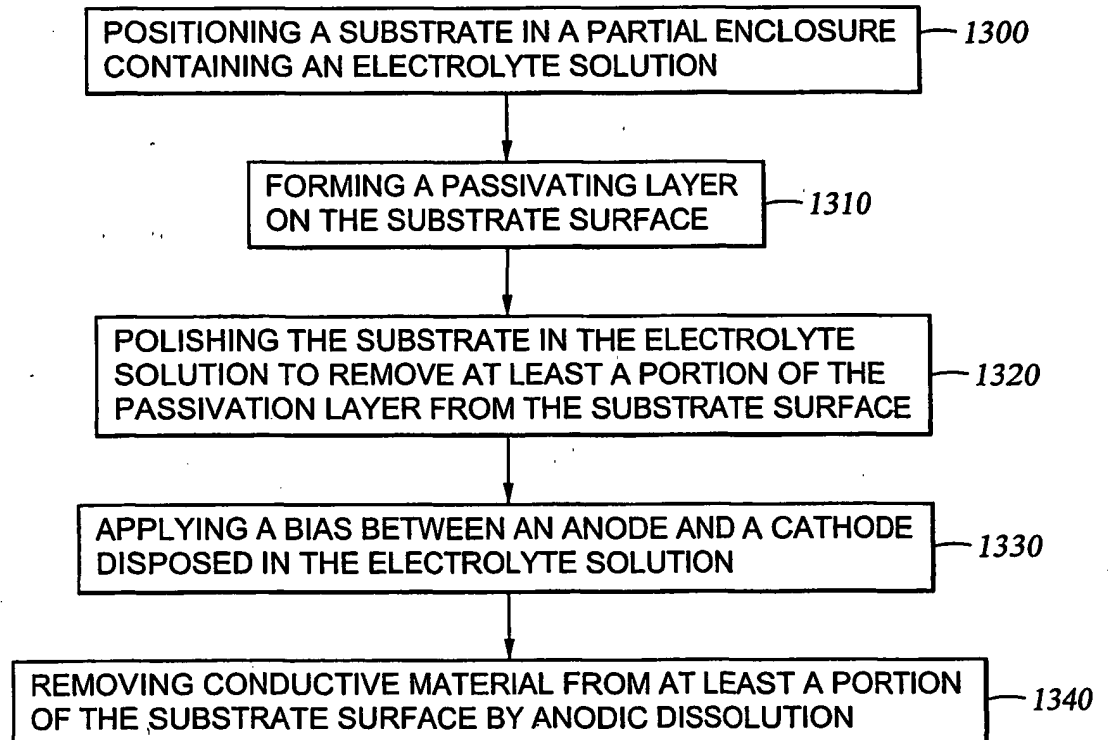 POSITIONING A SUBSTRATE IN A PARTIAL ENCLOSURE
CONTAINING AN ELECTROLYTE SOLUTION
1300
FORMING A PASSIVATING LAYER
ON THE SUBSTRATE SURFACE
1310
POLISHING THE SUBSTRATE IN THE ELECTROLYTE
SOLUTION TO REMOVE AT LEAST A PORTION OF THE
PASSIVATION LAYER FROM THE SUBSTRATE SURFACE
1320
APPLYING A BIAS BETWEEN AN ANODE AND A CATHODE
DISPOSED IN THE ELECTROLYTE SOLUTION
1330
REMOVING CONDUCTIVE MATERIAL FROM AT LEAST A PORTION
OF THE SUBSTRATE SURFACE BY ANODIC DISSOLUTION
1340